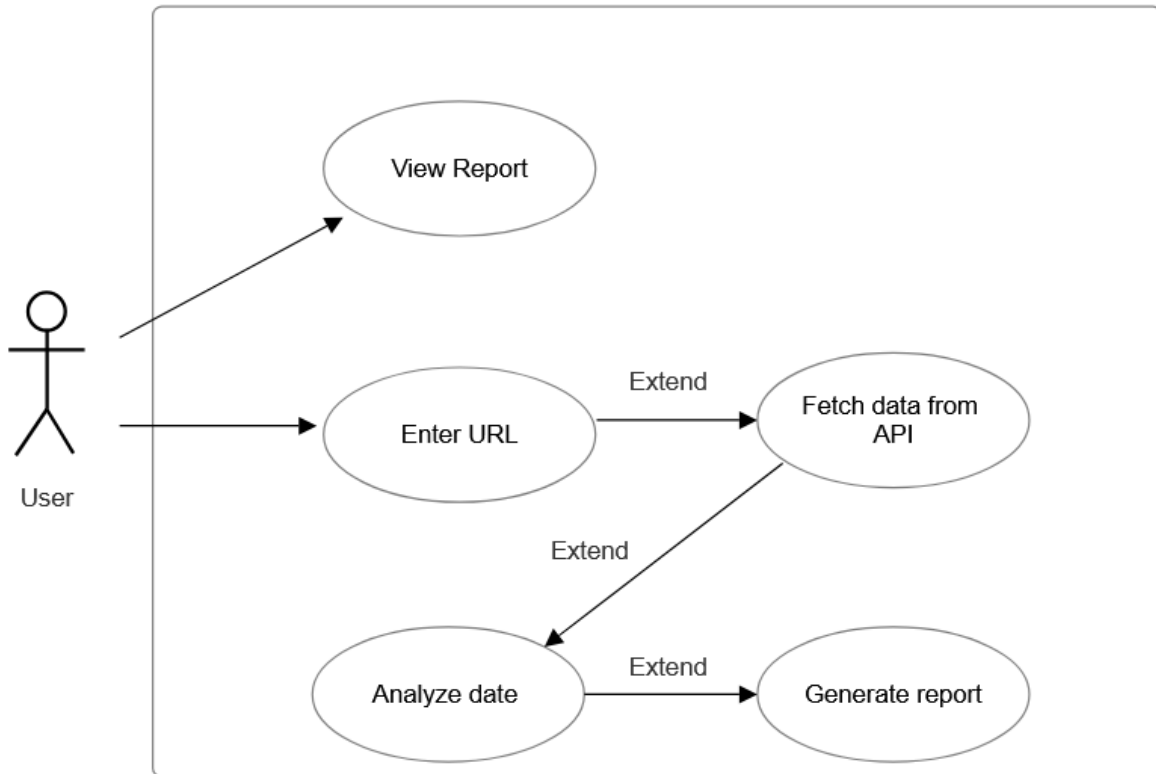 View Report
Extend
Fetch data from
API
Enter URL
User
Extend
Extend
Analyze date
Generate report